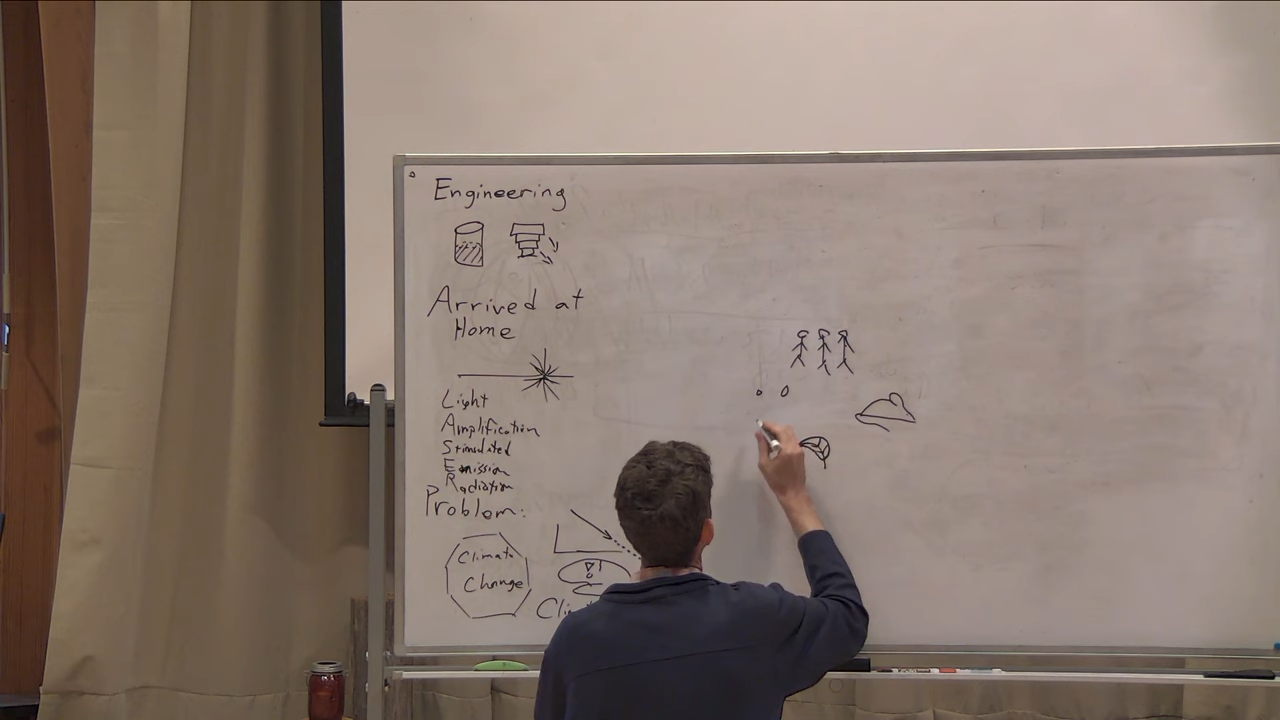 Engineering
Arrived at
Home
Light
Amplification
Stimulated
Emission
Radiation
Problem:
Climate
Change